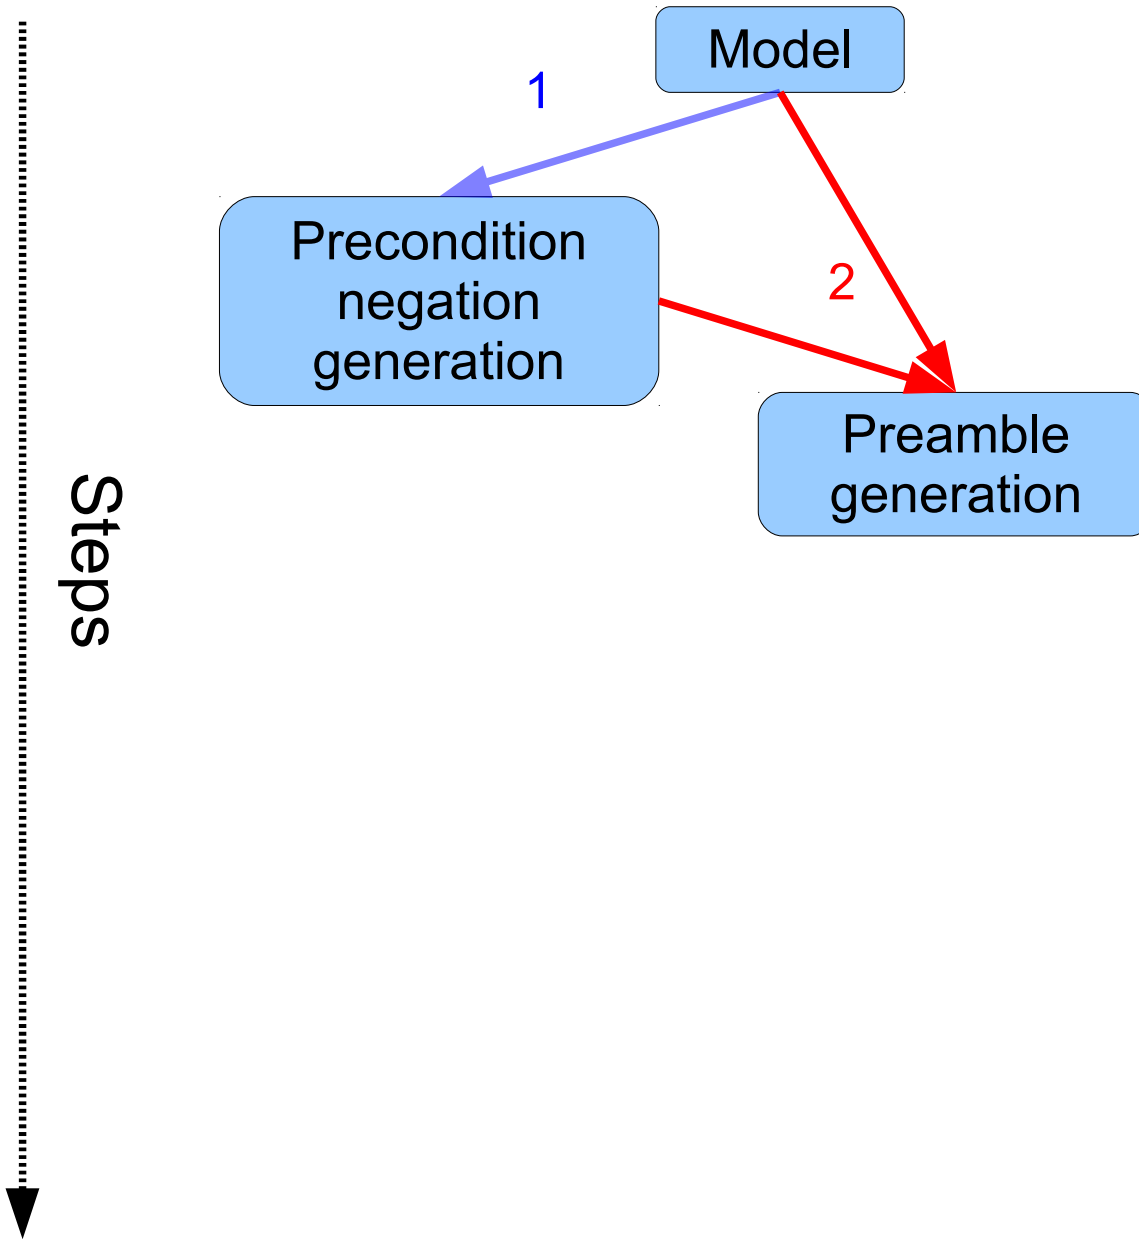 Model
1
Precondition
negation
generation
2
Preamble
generation
Steps